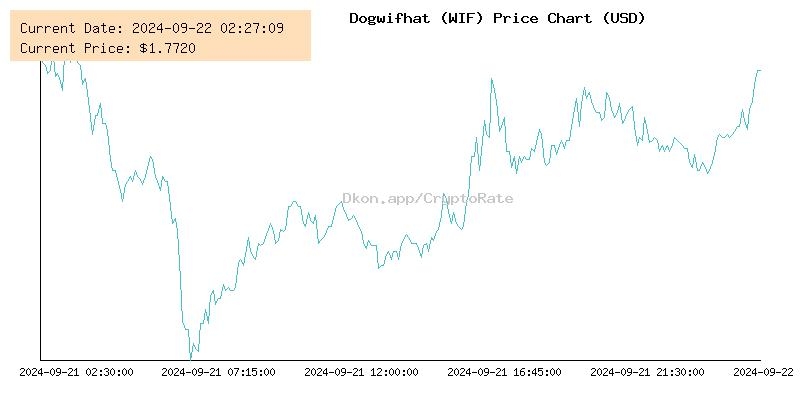 Dogwifhat (WIF) Price Chart (USD)
Current Date: 2024-09-22 02:27:09
Current Price: $1.7720
Dkon.app/CryptoRate
2024-09-21 02:30:00 2024-09-21 07:15:00 2024-09-21 12:00:00 2024-09-21 16:45:00 2024-09-21 21:30:00 2024-09-22